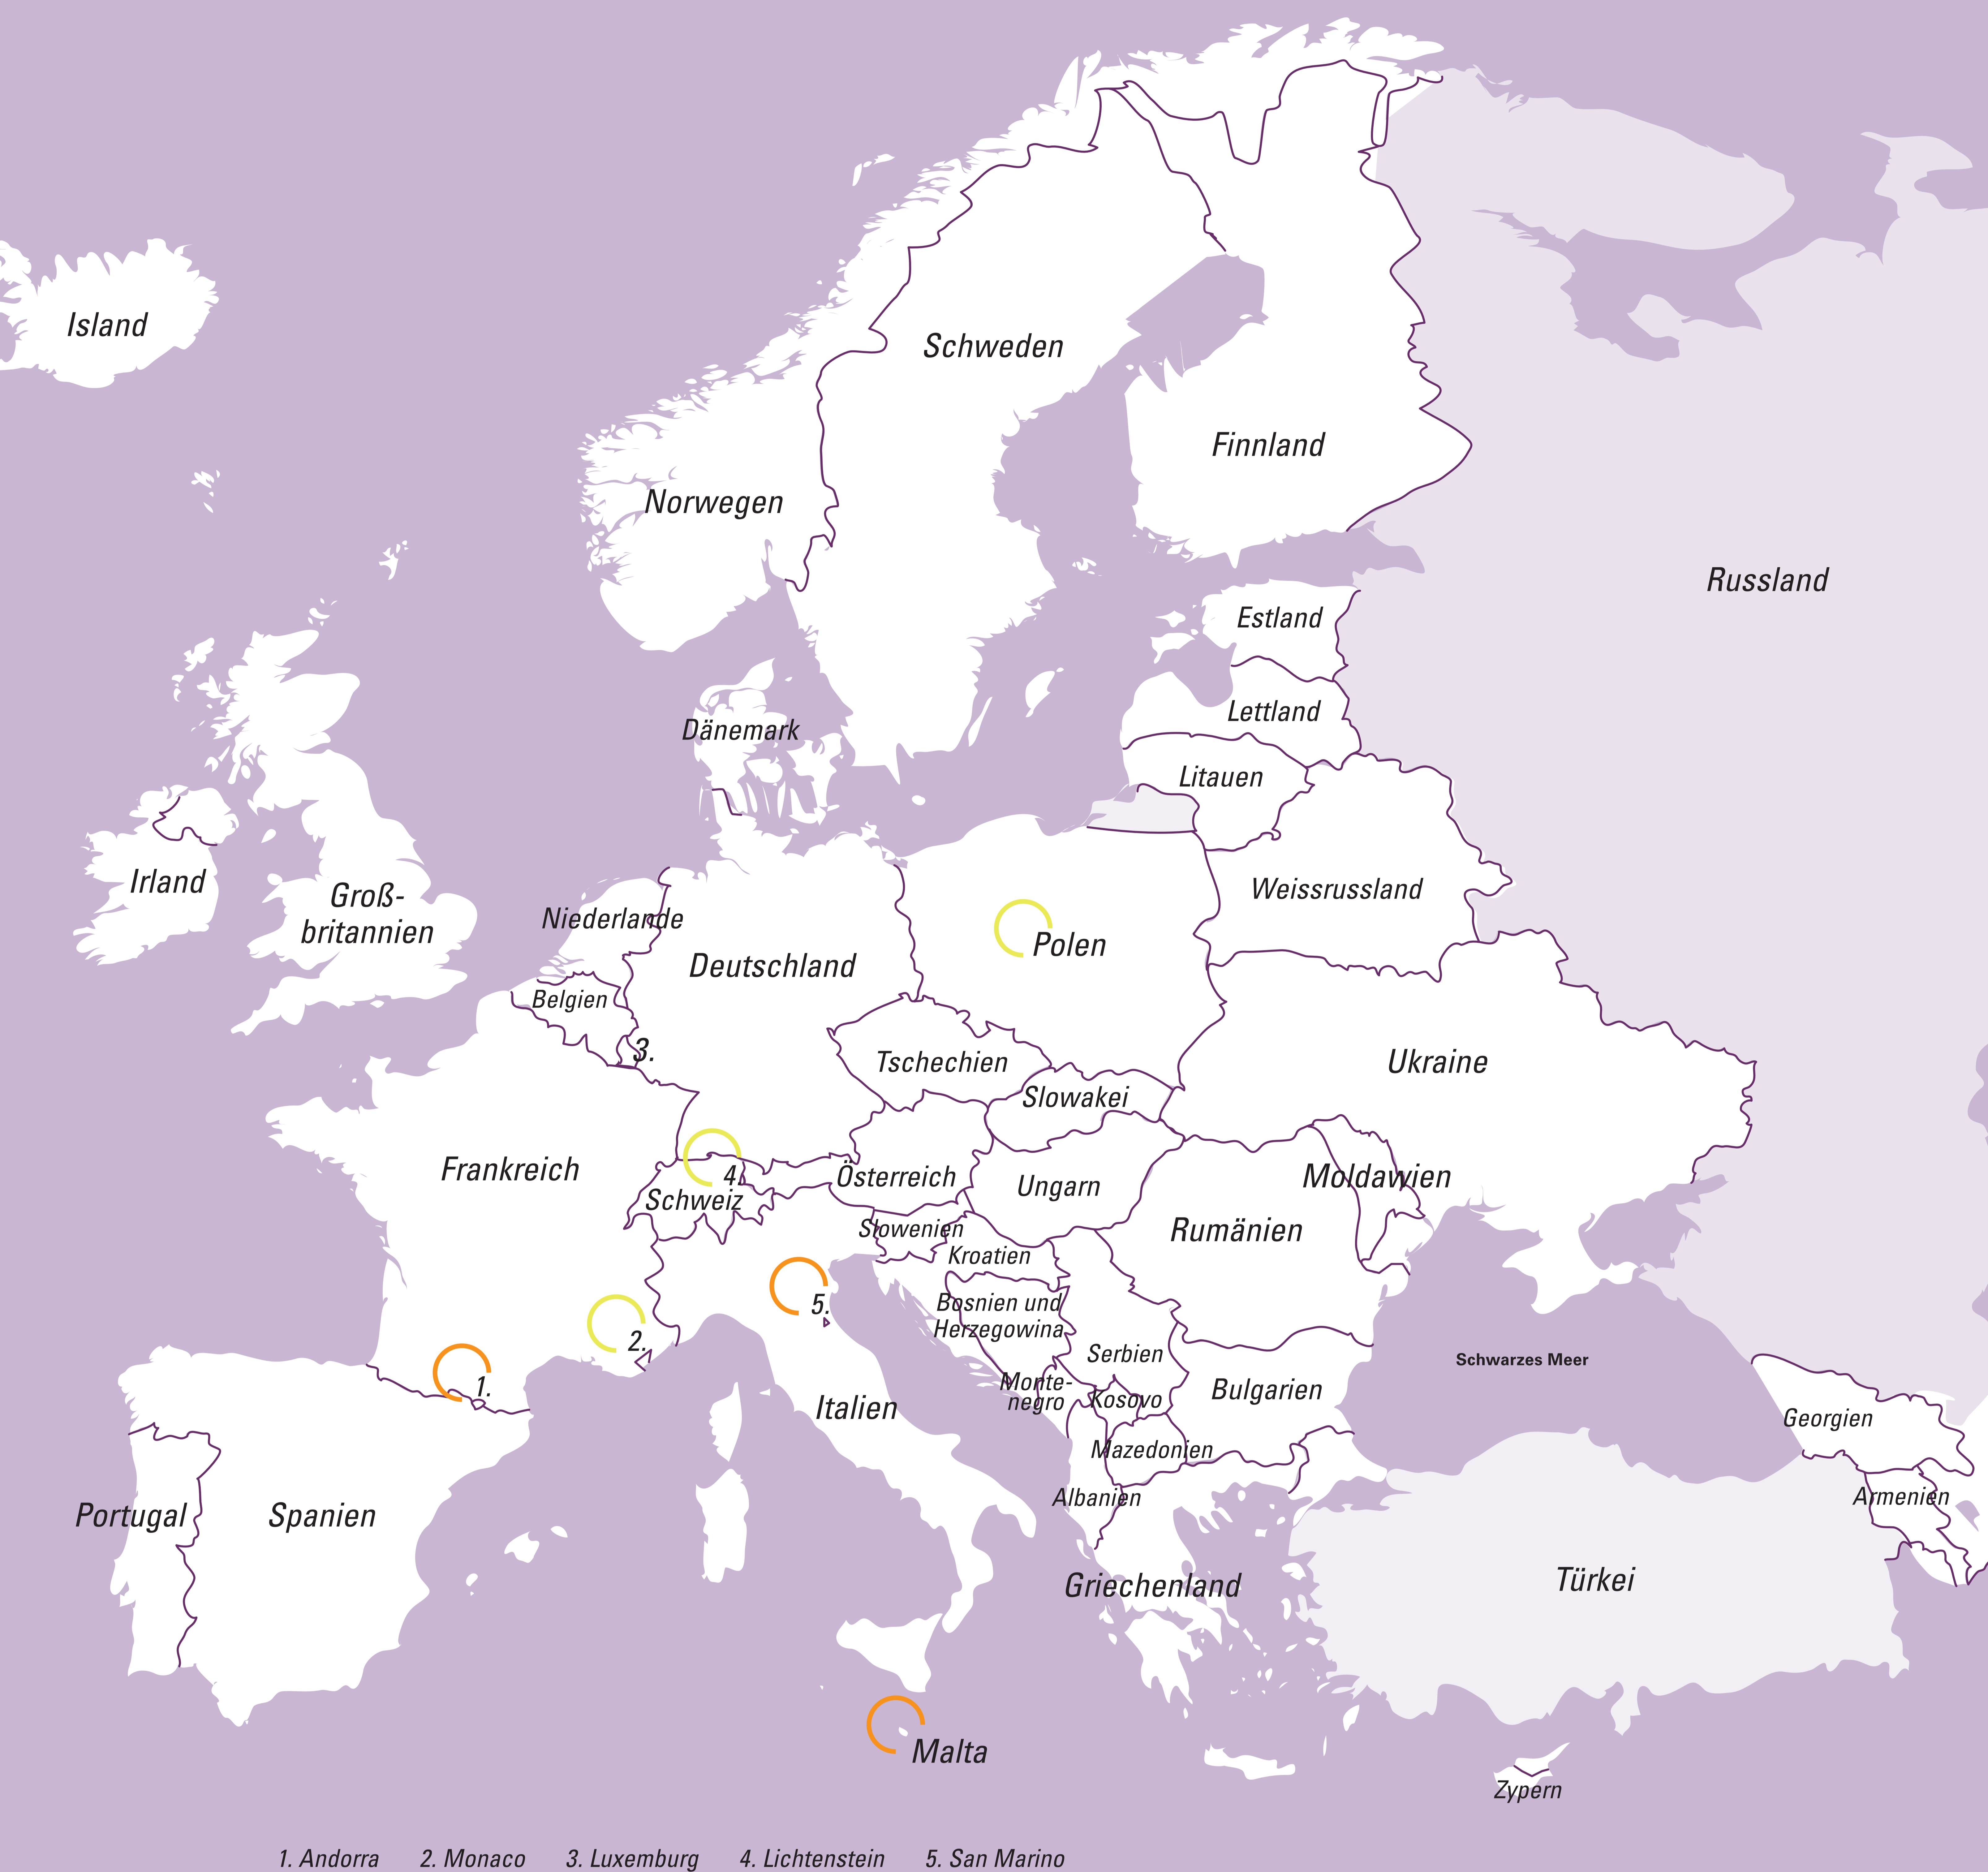 Island
Schweden
Finnland
Norwegen
Russland
Estland
Lettland
Dänemark
Litauen
Irland
Groß-
britannien
Niederlande
Weissrussland
Polen
Deutschland
Belgien
3.
Tschechien
Ukraine
Slowakei
Frankreich
4.
Schweiz
Österreich
Ungarn
Moldawien
Slowenien
Rumänien
Kroatien
5.
Bosnien und
Herzegowina
2.
Serbien
Schwarzes Meer
1.
Monte-
negro
Kosovo
Bulgarien
Italien
Georgien
Mazedonien
Albanien
Armenien
Portugal
Spanien
Griechenland
Türkei
Malta
Zypern
1. Andorra 2. Monaco 3. Luxemburg 4. Lichtenstein 5. San Marino